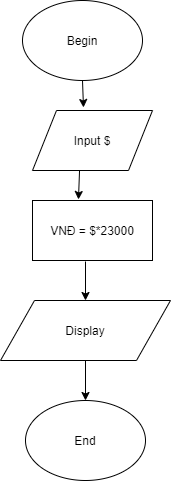 Begin
Input $
VNĐ = $*23000
Display
End